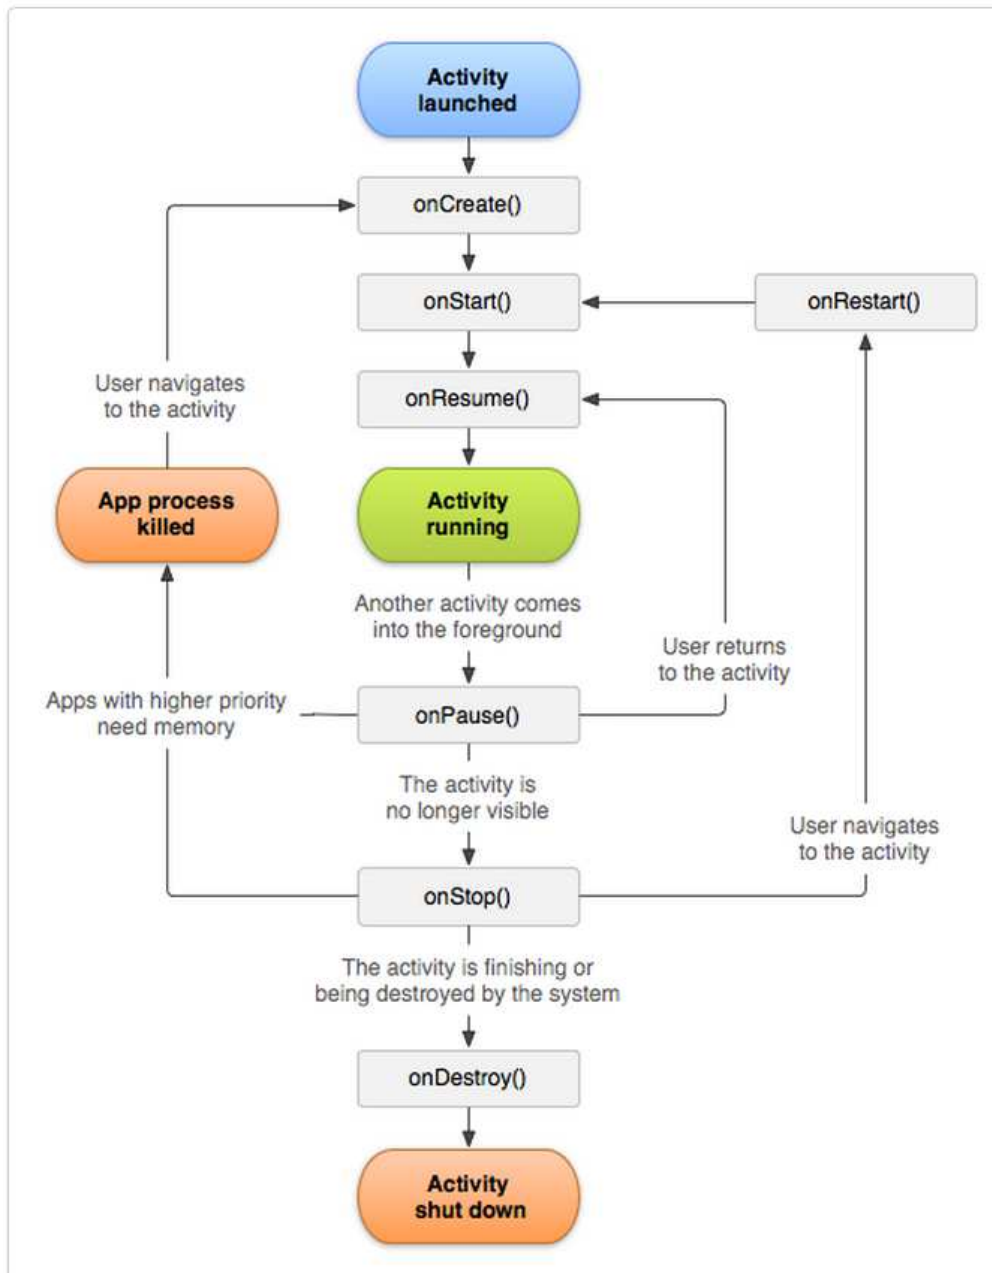 Activity
launched
onCreate()
onStart()
onRestart()
onResume()
User navigates
to the activity
App process
killed
Activity
running
Another activity comes
into the foreground
User returns
to the activity
Apps with higher priority
need memory
onPause()
The activity is
no longer visible
User navigates
to the activity
onStop()
The activity is finishing or
being destroyed by the system
onDestroy()
Activity
shut down